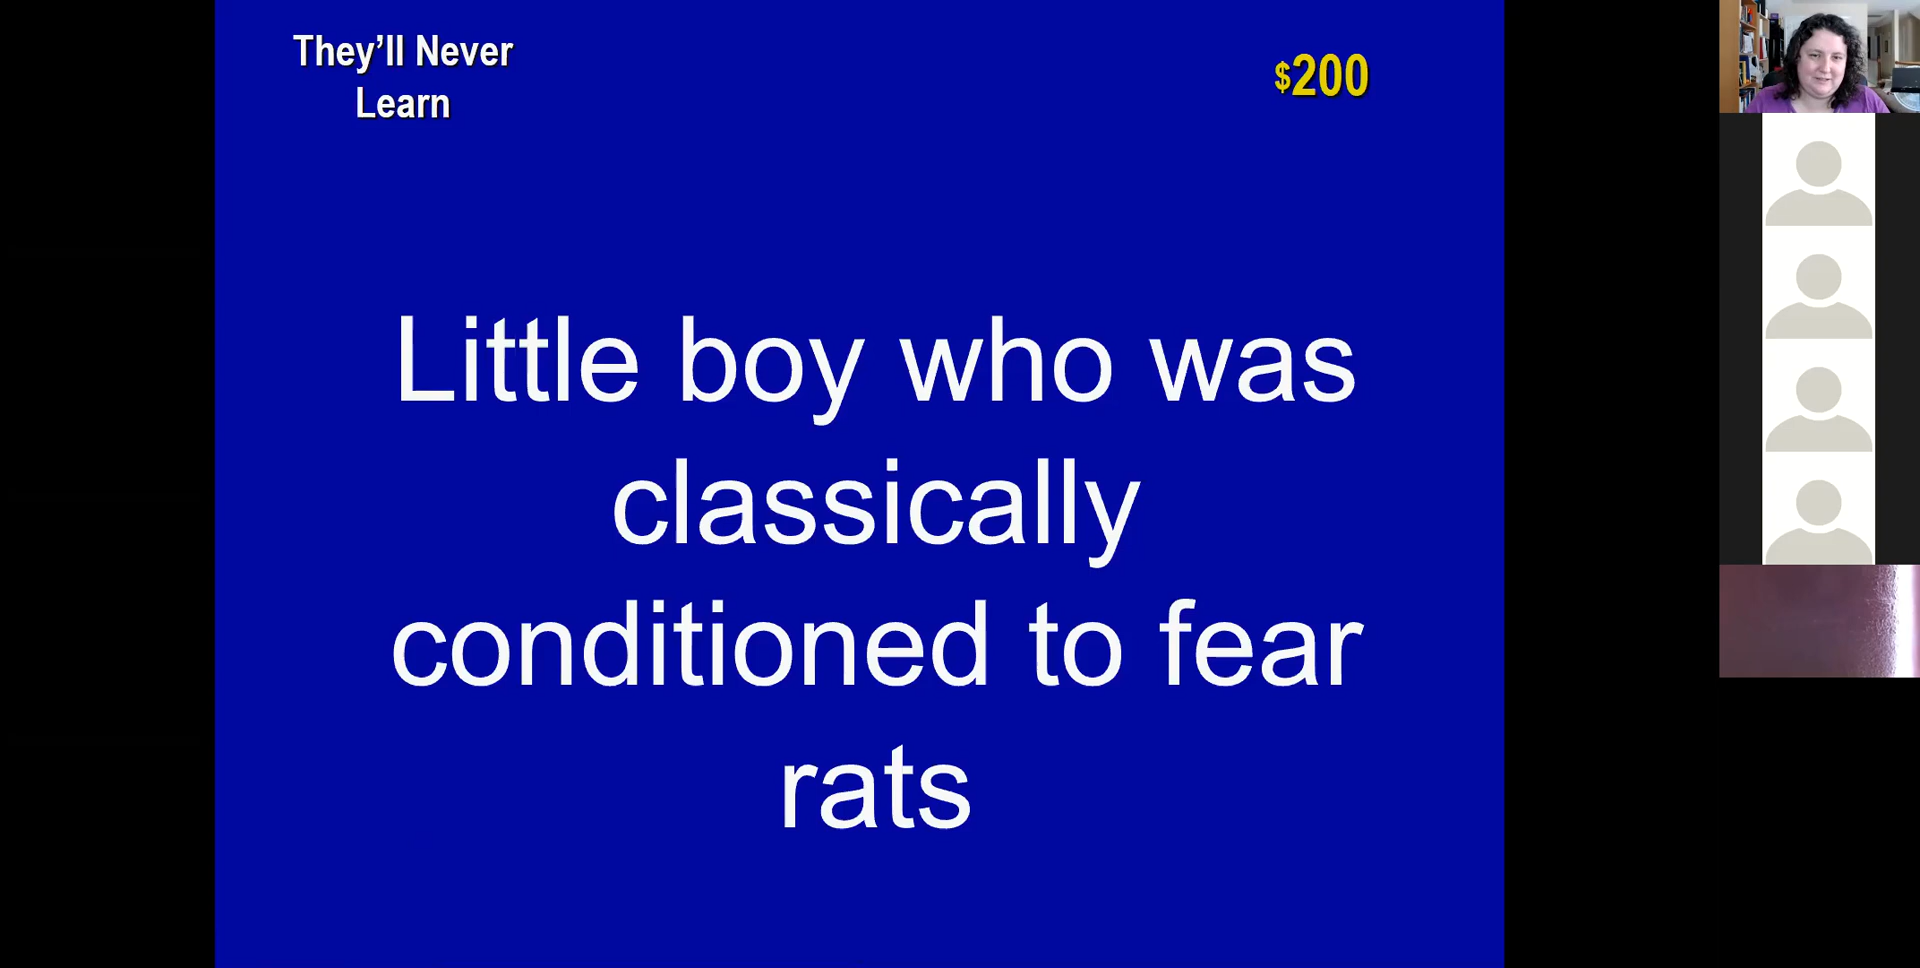 They’ll Never
Learn
$200
Little boy who was
classically
conditioned to fear
rats